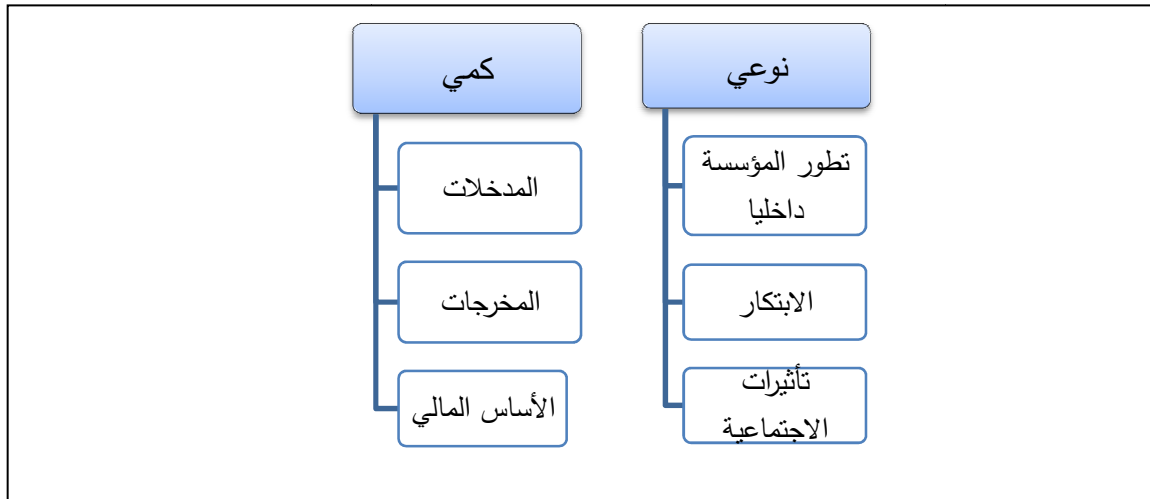 نوعي
تطور المؤسسة
داخليا
الابتكار
تأثيرات
الاجتماعية
كمي
المدخلات
المخرجات
الأساس المالي